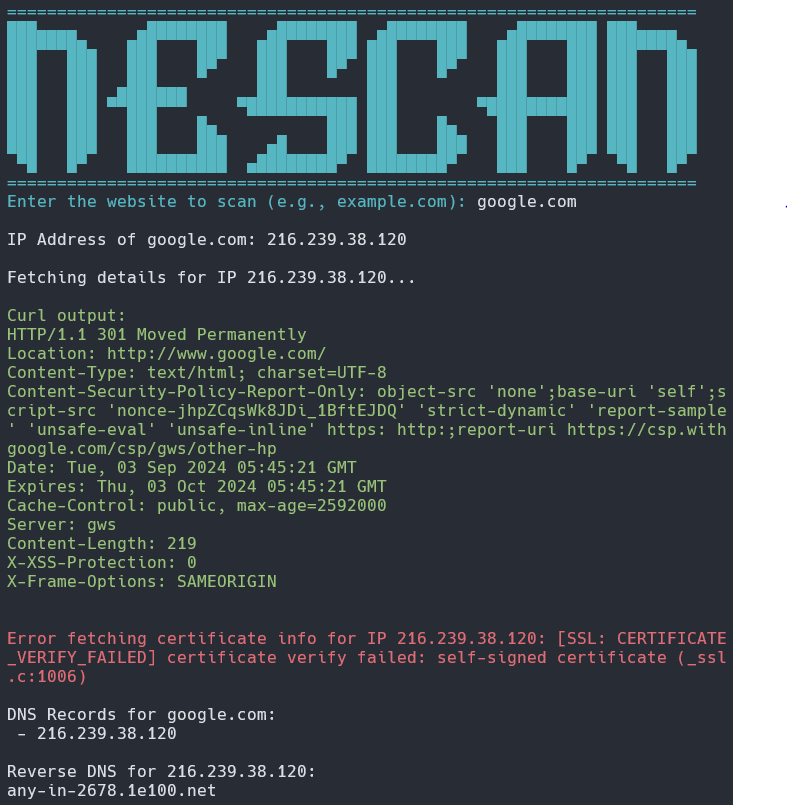 =====================================================================
NESCAN
=====================================================================
Enter the website to scan (e.g., example.com): google.com
IP Address of google.com: 216.239.38.120
Fetching details for IP 216.239.38.120...
Curl output:
HTTP/1.1 301 Moved Permanently
Location: http://www.google.com/
Content-Type: text/html; charset=UTF-8
Content-Security-Policy-Report-Only: object-src 'none';base-uri 'self';s
cript-src 'nonce-jhpZCqsWk8JDi_1BftEJDQ' 'strict-dynamic' 'report-sample
' 'unsafe-eval' 'unsafe-inline' https: http:;report-uri https://csp.with
google.com/csp/gws/other-hp
Date: Tue, 03 Sep 2024 05:45:21 GMT
Expires: Thu, 03 Oct 2024 05:45:21 GMT
Cache-Control: public, max-age=2592000
Server: gws
Content-Length: 219
X-XSS-Protection: 0
X-Frame-Options: SAMEORIGIN
Error fetching certificate info for IP 216.239.38.120: [SSL: CERTIFICATE
_VERIFY_FAILED] certificate verify failed: self-signed certificate (_ssl
.c:1006)
DNS Records for google.com:
 - 216.239.38.120
Reverse DNS for 216.239.38.120:
any-in-2678.1e100.net